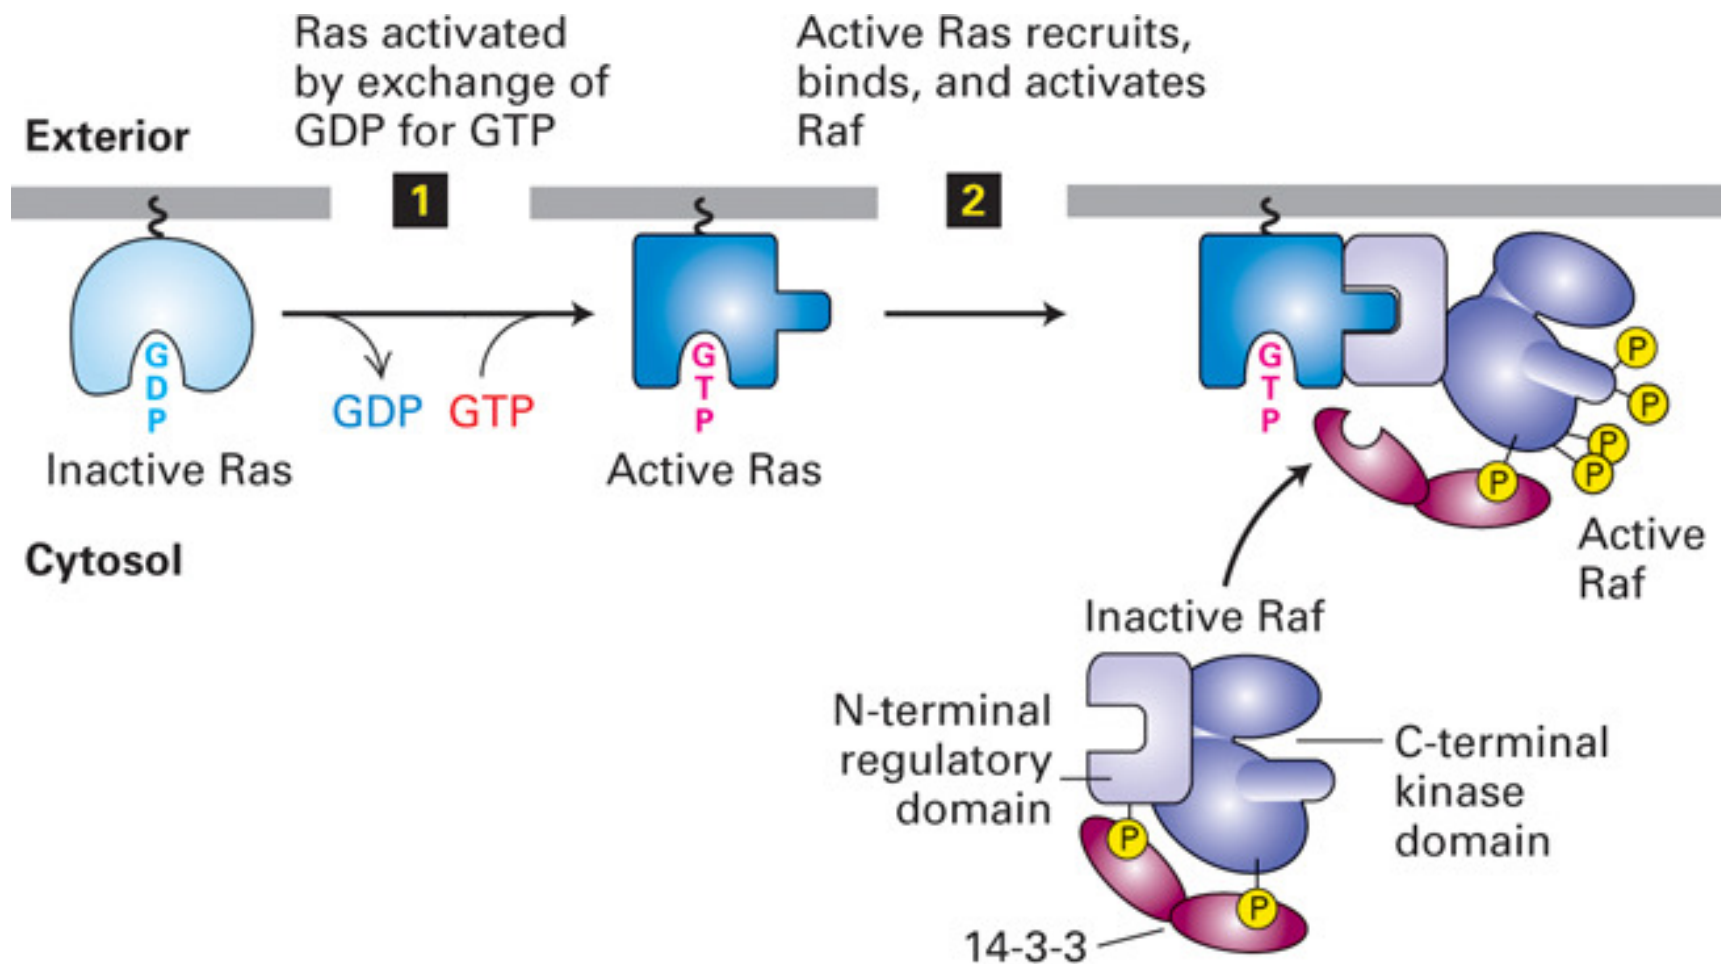 Ras activated
by exchange of
GDP for GTP
Active Ras recruits,
binds, and activates
Raf
Exterior
1
2
G
D
P
GDP GTP
G
T
P
G
T
P
P
P
P
P
P
Inactive Ras
Active Ras
Active
Raf
Cytosol
Inactive Raf
N-terminal
regulatory
domain
C-terminal
kinase
domain
P
P
14-3-3